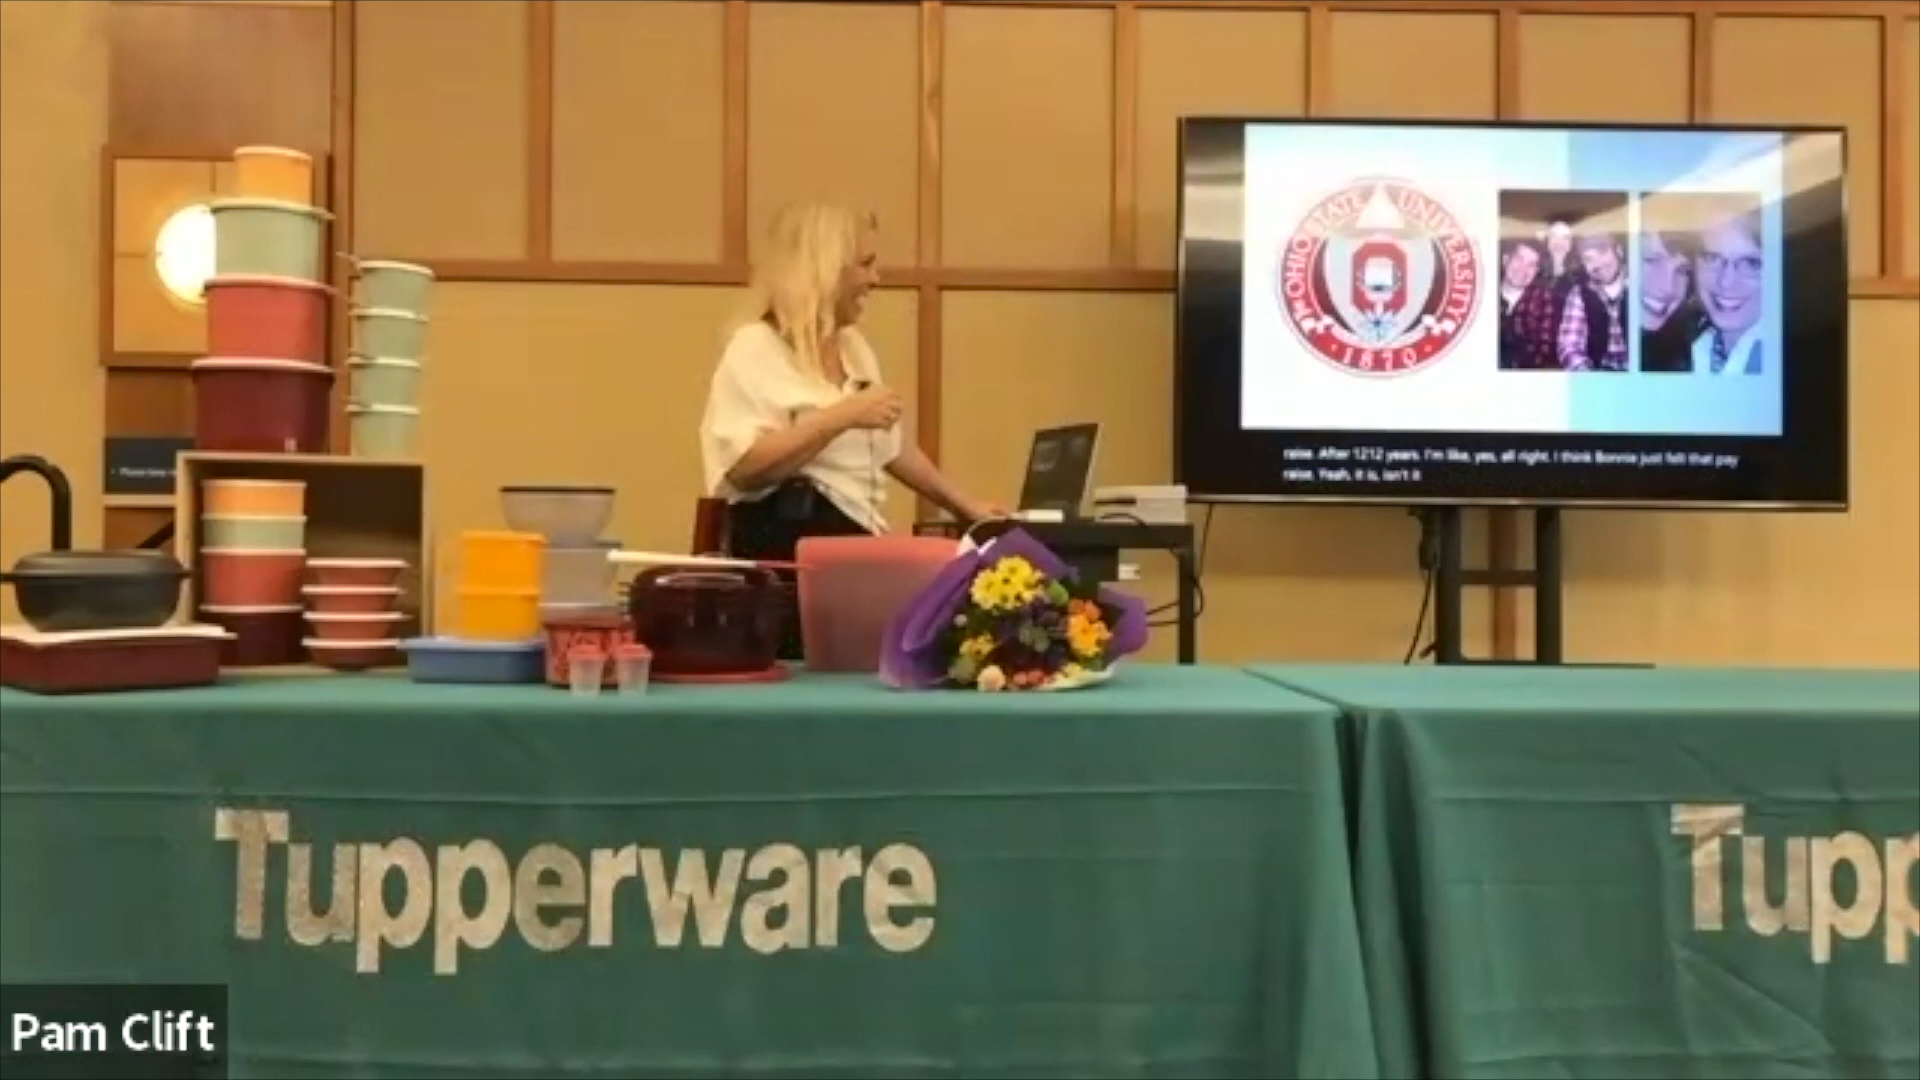 OHIO STATE UNIVERSITY
1870
raise. After 1212 years. I'm like, yes, all right. I think Bonnie just felt that pay
raise. Yeah, it is, isn't it
Tupperware
Tupp
Pam Clift